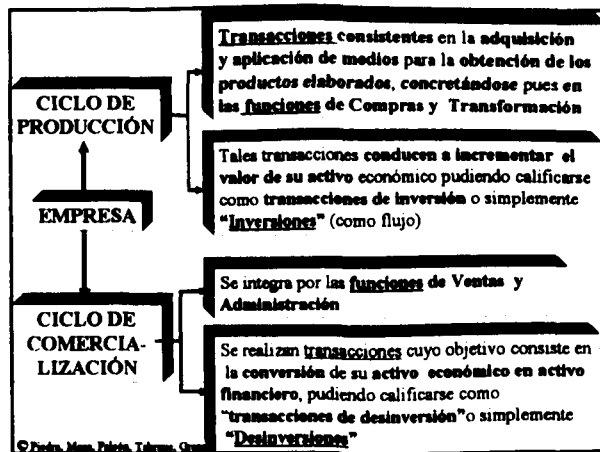 Transacciones consistentes en la adquisición
y aplicación de medios para la obtención de los
productos elaborados, concretándose pues en
las funciones de Compras y Transformación
CICLO DE
PRODUCCIÓN
Tales transacciones conducen a incrementar el
valor de su activo económico pudiendo calificarse
como transacciones de inversión o simplemente
“Inversiones” (como flujo)
EMPRESA
Se integra por las funciones de Ventas y
Administración
CICLO DE
COMERCIA-
LIZACIÓN
Se realizan transacciones cuyo objetivo consiste en
la conversión de su activo económico en activo
financiero, pudiendo calificarse como
“transacciones de desinversión” o simplemente
“Desinversiones”
©